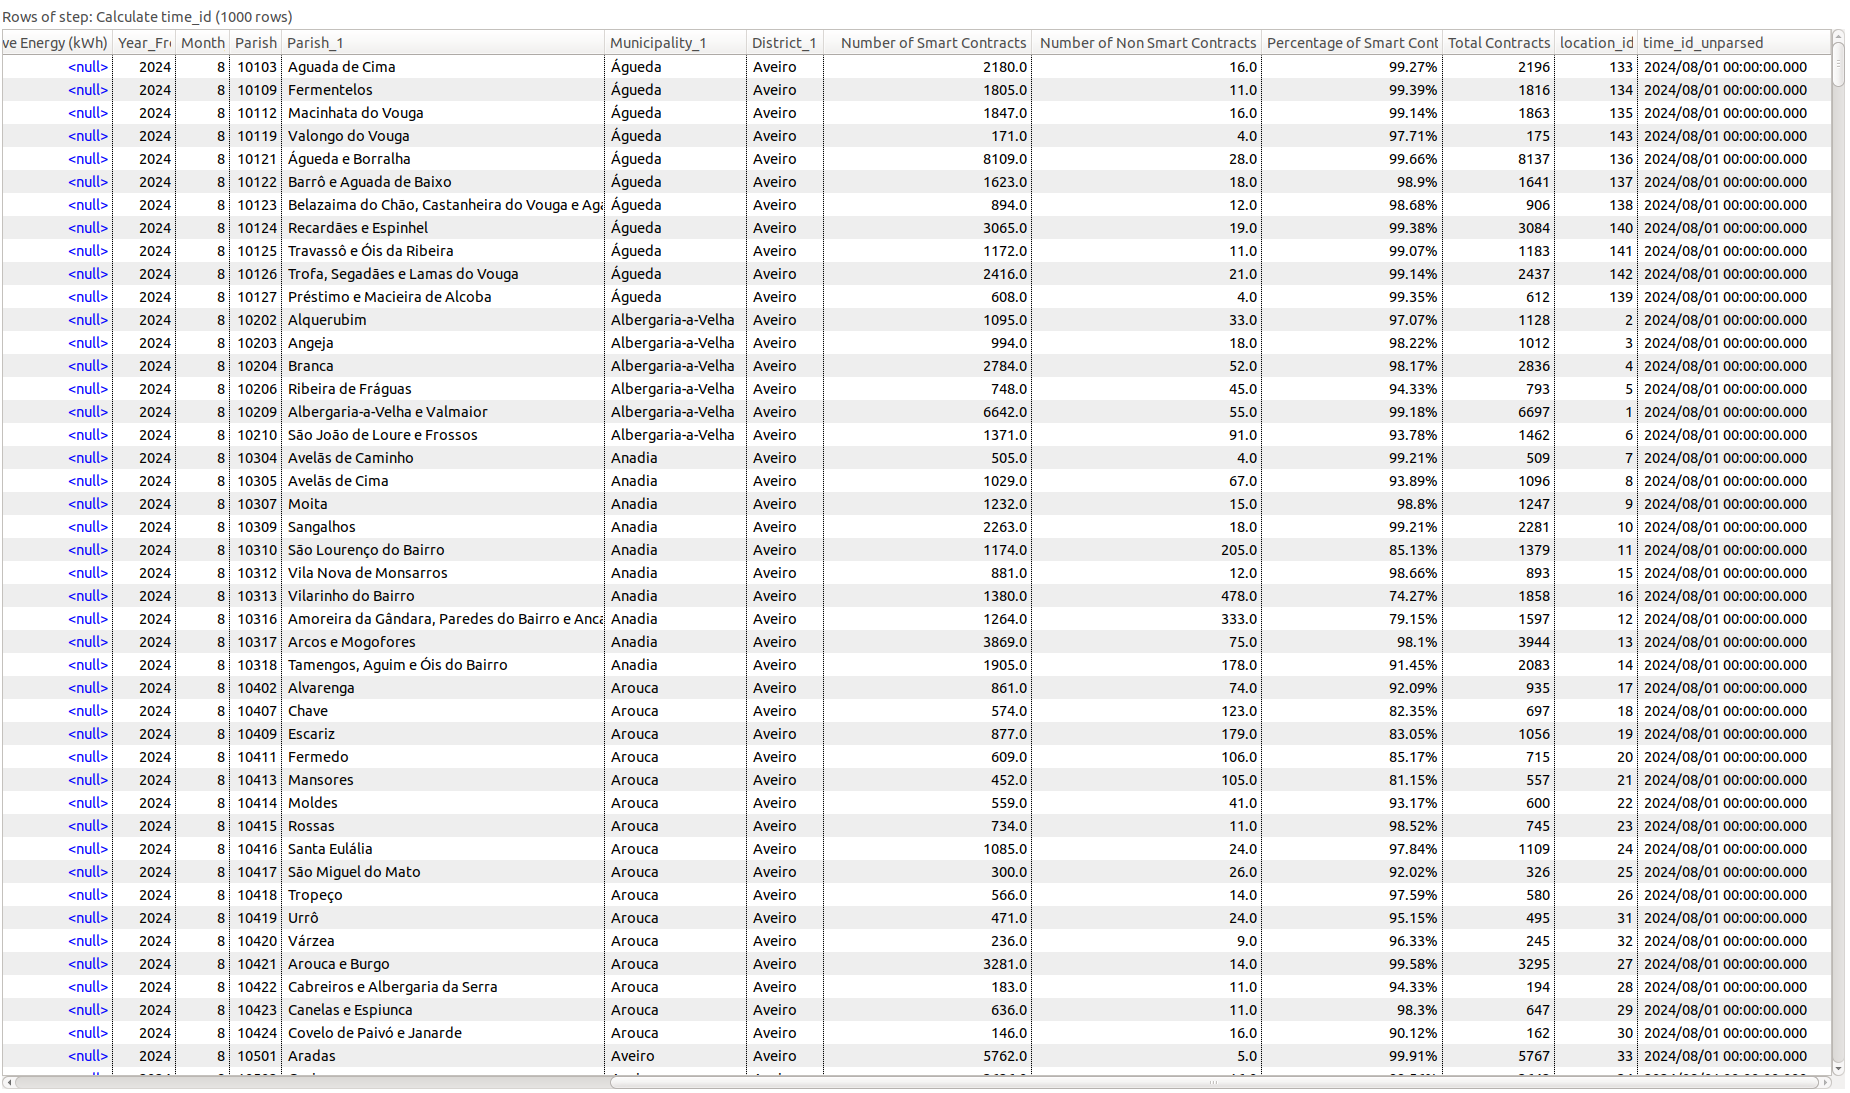 Rows of step: Calculate time_id (1000 rows)
ve Energy (kWh) Year_Fr Month Parish Parish_1 Municipality_1 District_1 Number of Smart Contracts Number of Non Smart Contracts Percentage of Smart Cont Total Contracts location_id time_id_unparsed
<null> 2024 8 10103 Aguada de Cima Águeda Aveiro 2180.0 16.0 99.27% 2196 133 2024/08/01 00:00:00.000
<null> 2024 8 10109 Fermentelos Águeda Aveiro 1805.0 11.0 99.39% 1816 134 2024/08/01 00:00:00.000
<null> 2024 8 10112 Macinhata do Vouga Águeda Aveiro 1847.0 16.0 99.14% 1863 135 2024/08/01 00:00:00.000
<null> 2024 8 10119 Valongo do Vouga Águeda Aveiro 171.0 4.0 97.71% 175 143 2024/08/01 00:00:00.000
<null> 2024 8 10121 Águeda e Borralha Águeda Aveiro 8109.0 28.0 99.66% 8137 136 2024/08/01 00:00:00.000
<null> 2024 8 10122 Barrô e Aguada de Baixo Águeda Aveiro 1623.0 18.0 98.9% 1641 137 2024/08/01 00:00:00.000
<null> 2024 8 10123 Belazaima do Chão, Castanheira do Vouga e Aga Águeda Aveiro 894.0 12.0 98.68% 906 138 2024/08/01 00:00:00.000
<null> 2024 8 10124 Recardães e Espinhel Águeda Aveiro 3065.0 19.0 99.38% 3084 140 2024/08/01 00:00:00.000
<null> 2024 8 10125 Travassô e Óis da Ribeira Águeda Aveiro 1172.0 11.0 99.07% 1183 141 2024/08/01 00:00:00.000
<null> 2024 8 10126 Trofa, Segadães e Lamas do Vouga Águeda Aveiro 2416.0 21.0 99.14% 2437 142 2024/08/01 00:00:00.000
<null> 2024 8 10127 Préstimo e Macieira de Alcoba Águeda Aveiro 608.0 4.0 99.35% 612 139 2024/08/01 00:00:00.000
<null> 2024 8 10202 Alquerubim Albergaria-a-Velha Aveiro 1095.0 33.0 97.07% 1128 2 2024/08/01 00:00:00.000
<null> 2024 8 10203 Angeja Albergaria-a-Velha Aveiro 994.0 18.0 98.22% 1012 3 2024/08/01 00:00:00.000
<null> 2024 8 10204 Branca Albergaria-a-Velha Aveiro 2784.0 52.0 98.17% 2836 4 2024/08/01 00:00:00.000
<null> 2024 8 10206 Ribeira de Fráguas Albergaria-a-Velha Aveiro 748.0 45.0 94.33% 793 5 2024/08/01 00:00:00.000
<null> 2024 8 10209 Albergaria-a-Velha e Valmaior Albergaria-a-Velha Aveiro 6642.0 55.0 99.18% 6697 1 2024/08/01 00:00:00.000
<null> 2024 8 10210 São João de Loure e Frossos Albergaria-a-Velha Aveiro 1371.0 91.0 93.78% 1462 6 2024/08/01 00:00:00.000
<null> 2024 8 10304 Avelãs de Caminho Anadia Aveiro 505.0 4.0 99.21% 509 7 2024/08/01 00:00:00.000
<null> 2024 8 10305 Avelãs de Cima Anadia Aveiro 1029.0 67.0 93.89% 1096 8 2024/08/01 00:00:00.000
<null> 2024 8 10307 Moita Anadia Aveiro 1232.0 15.0 98.8% 1247 9 2024/08/01 00:00:00.000
<null> 2024 8 10309 Sangalhos Anadia Aveiro 2263.0 18.0 99.21% 2281 10 2024/08/01 00:00:00.000
<null> 2024 8 10310 São Lourenço do Bairro Anadia Aveiro 1174.0 205.0 85.13% 1379 11 2024/08/01 00:00:00.000
<null> 2024 8 10312 Vila Nova de Monsarros Anadia Aveiro 881.0 12.0 98.66% 893 15 2024/08/01 00:00:00.000
<null> 2024 8 10313 Vilarinho do Bairro Anadia Aveiro 1380.0 478.0 74.27% 1858 16 2024/08/01 00:00:00.000
<null> 2024 8 10316 Amoreira da Gândara, Paredes do Bairro e Anca Anadia Aveiro 1264.0 333.0 79.15% 1597 12 2024/08/01 00:00:00.000
<null> 2024 8 10317 Arcos e Mogofores Anadia Aveiro 3869.0 75.0 98.1% 3944 13 2024/08/01 00:00:00.000
<null> 2024 8 10318 Tamengos, Aguim e Óis do Bairro Anadia Aveiro 1905.0 178.0 91.45% 2083 14 2024/08/01 00:00:00.000
<null> 2024 8 10402 Alvarenga Arouca Aveiro 861.0 74.0 92.09% 935 17 2024/08/01 00:00:00.000
<null> 2024 8 10407 Chave Arouca Aveiro 574.0 123.0 82.35% 697 18 2024/08/01 00:00:00.000
<null> 2024 8 10409 Escariz Arouca Aveiro 877.0 179.0 83.05% 1056 19 2024/08/01 00:00:00.000
<null> 2024 8 10411 Fermedo Arouca Aveiro 609.0 106.0 85.17% 715 20 2024/08/01 00:00:00.000
<null> 2024 8 10413 Mansores Arouca Aveiro 452.0 105.0 81.15% 557 21 2024/08/01 00:00:00.000
<null> 2024 8 10414 Moldes Arouca Aveiro 559.0 41.0 93.17% 600 22 2024/08/01 00:00:00.000
<null> 2024 8 10415 Rossas Arouca Aveiro 734.0 11.0 98.52% 745 23 2024/08/01 00:00:00.000
<null> 2024 8 10416 Santa Eulália Arouca Aveiro 1085.0 24.0 97.84% 1109 24 2024/08/01 00:00:00.000
<null> 2024 8 10417 São Miguel do Mato Arouca Aveiro 300.0 26.0 92.02% 326 25 2024/08/01 00:00:00.000
<null> 2024 8 10418 Tropeço Arouca Aveiro 566.0 14.0 97.59% 580 26 2024/08/01 00:00:00.000
<null> 2024 8 10419 Urrô Arouca Aveiro 471.0 24.0 95.15% 495 31 2024/08/01 00:00:00.000
<null> 2024 8 10420 Várzea Arouca Aveiro 236.0 9.0 96.33% 245 32 2024/08/01 00:00:00.000
<null> 2024 8 10421 Arouca e Burgo Arouca Aveiro 3281.0 14.0 99.58% 3295 27 2024/08/01 00:00:00.000
<null> 2024 8 10422 Cabreiros e Albergaria da Serra Arouca Aveiro 183.0 11.0 94.33% 194 28 2024/08/01 00:00:00.000
<null> 2024 8 10423 Canelas e Espiunca Arouca Aveiro 636.0 11.0 98.3% 647 29 2024/08/01 00:00:00.000
<null> 2024 8 10424 Covelo de Paivó e Janarde Arouca Aveiro 146.0 16.0 90.12% 162 30 2024/08/01 00:00:00.000
<null> 2024 8 10501 Aradas Aveiro Aveiro 5762.0 5.0 99.91% 5767 33 2024/08/01 00:00:00.000